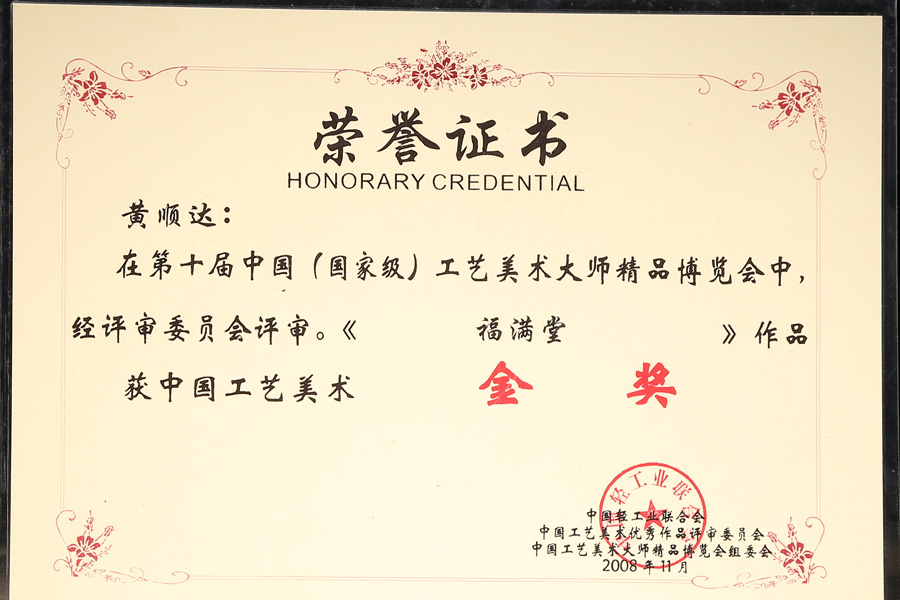 荣誉证书
HONORARY CREDENTIAL
黄顺达：
在第十届中国（国家级）工艺美术大师精品博览会中，
经评审委员会评审。《 福满堂 》作品
获中国工艺美术 金 奖
中国轻工业联合会
中国工艺美术优秀作品评审委员会
中国工艺美术大师精品博览会组委会
2008年11月